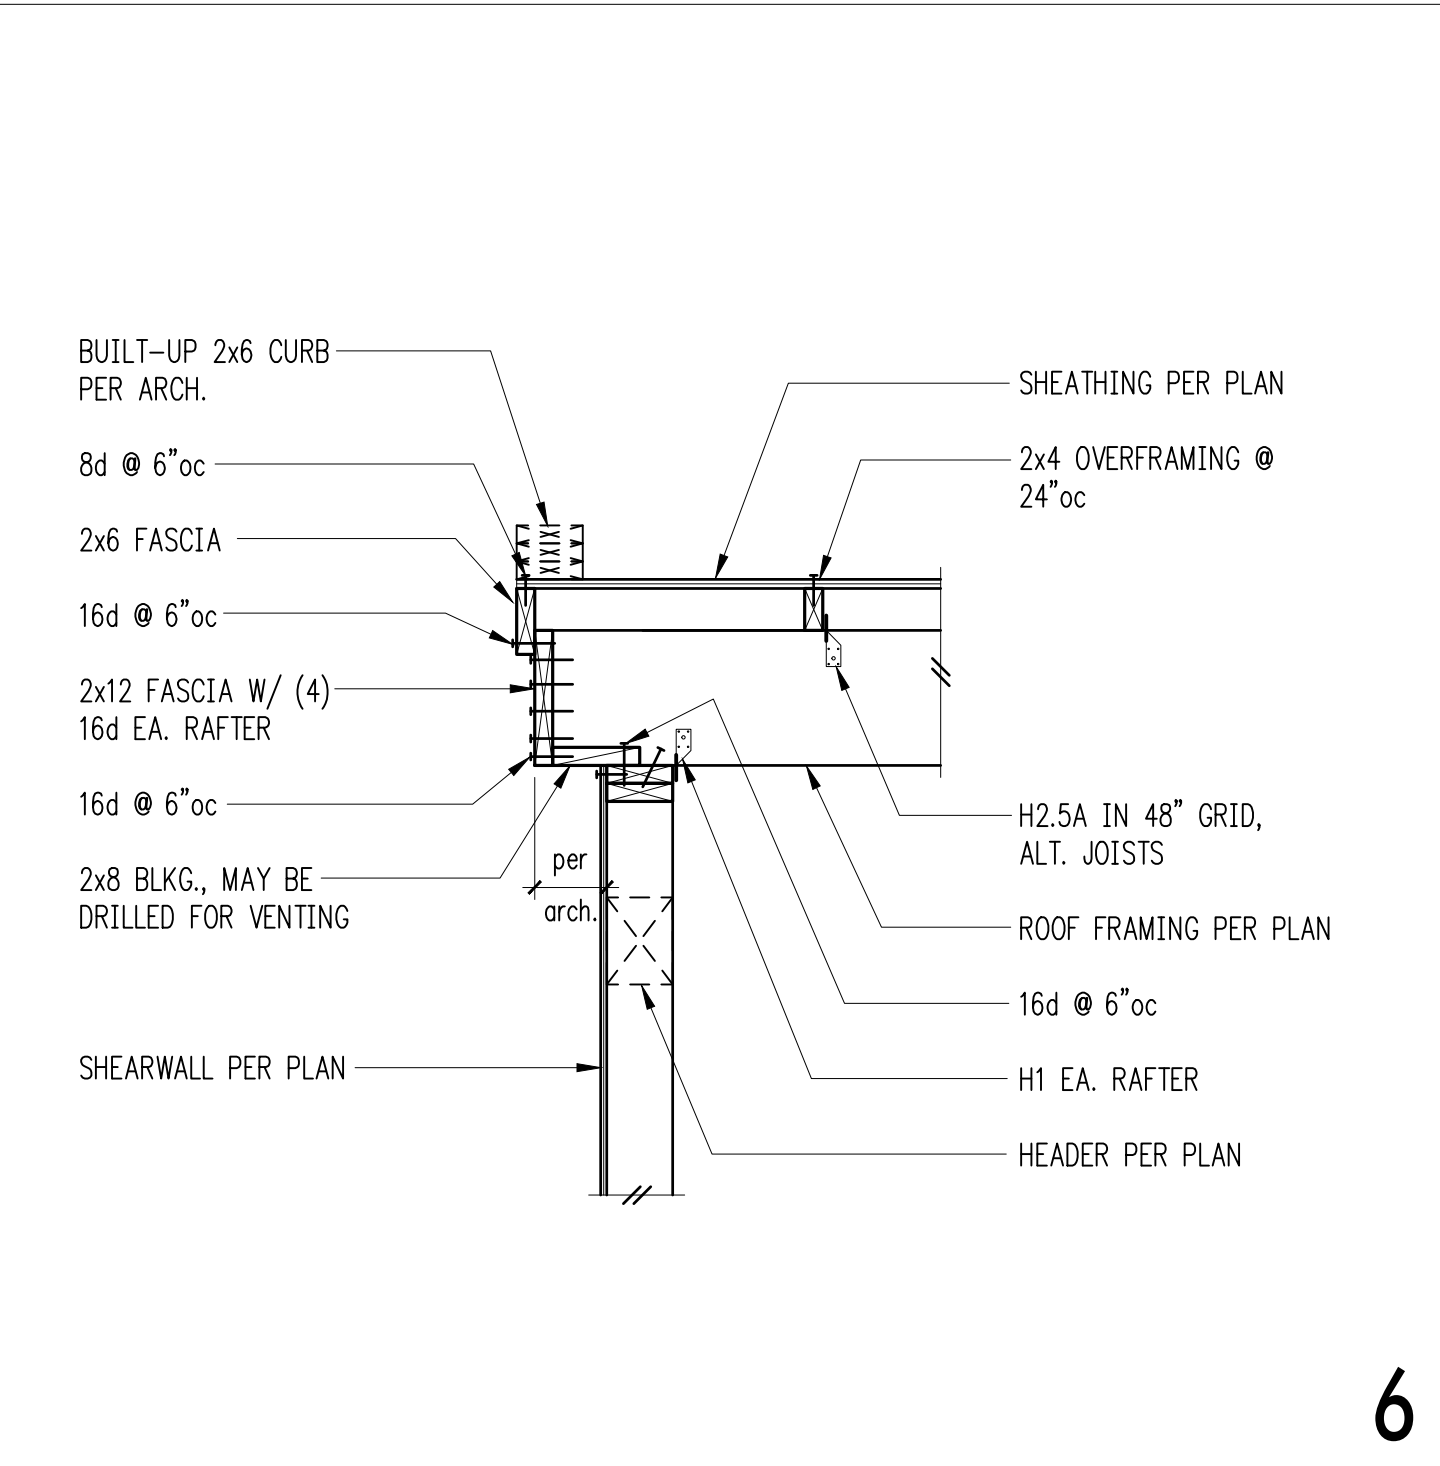 BUILT-UP 2x6 CURB
PER ARCH.
8d @ 6"oc
2x6 FASCIA
16d @ 6"oc
2x12 FASCIA W/ (4)
16d EA. RAFTER
16d @ 6"oc
2x8 BLKG., MAY BE
DRILLED FOR VENTING
SHEARWALL PER PLAN
per
arch.
SHEATHING PER PLAN
2x4 OVERFRAMING @
24"oc
H2.5A IN 48" GRID,
ALT. JOISTS
ROOF FRAMING PER PLAN
16d @ 6"oc
H1 EA. RAFTER
HEADER PER PLAN
6